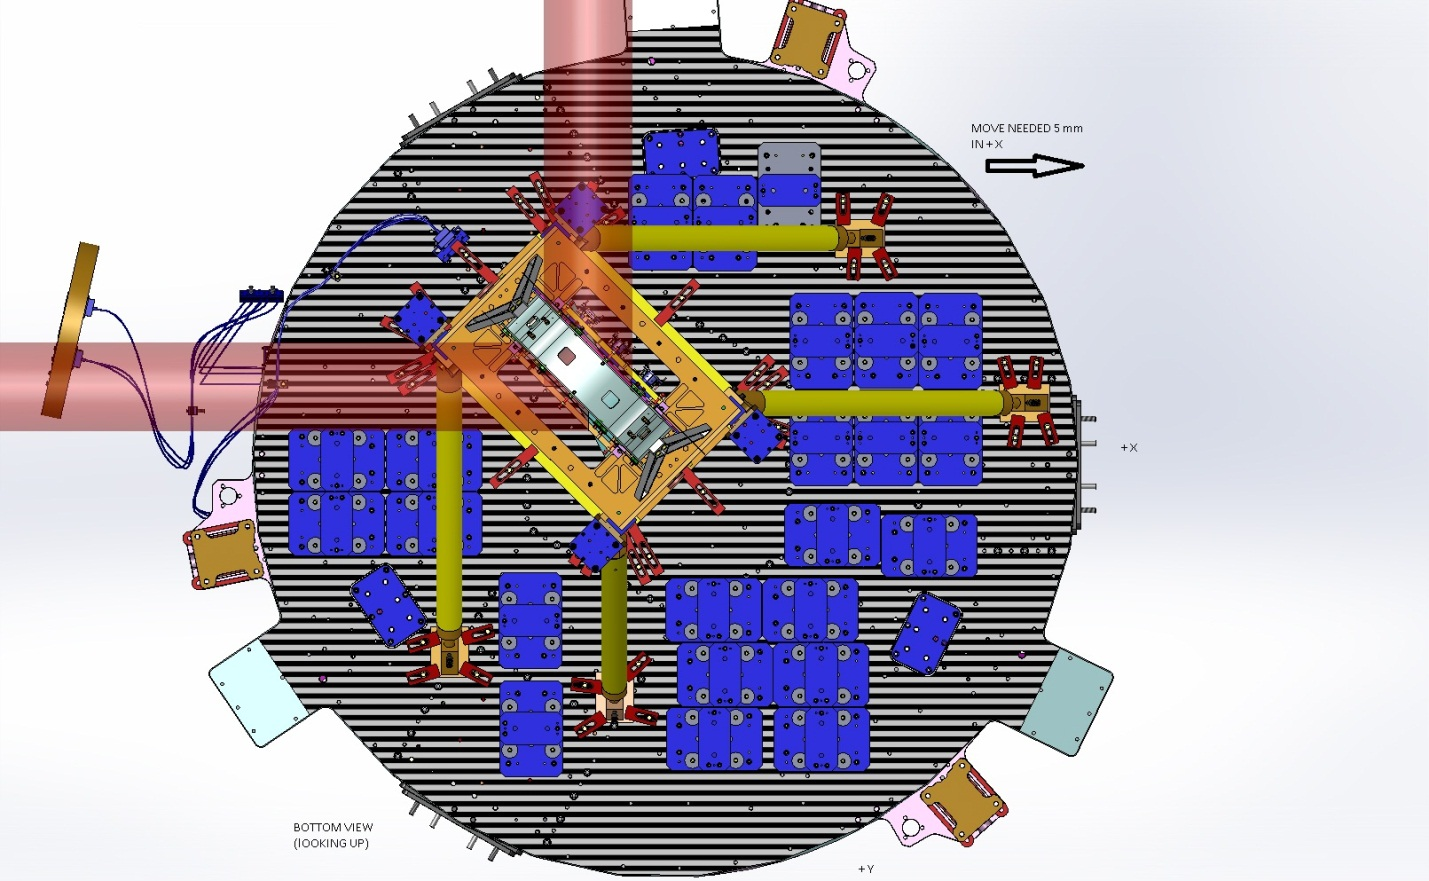 MOVE NEEDED 5 mm
IN +X
+X
BOTTOM VIEW
(lOOKING UP)
+Y